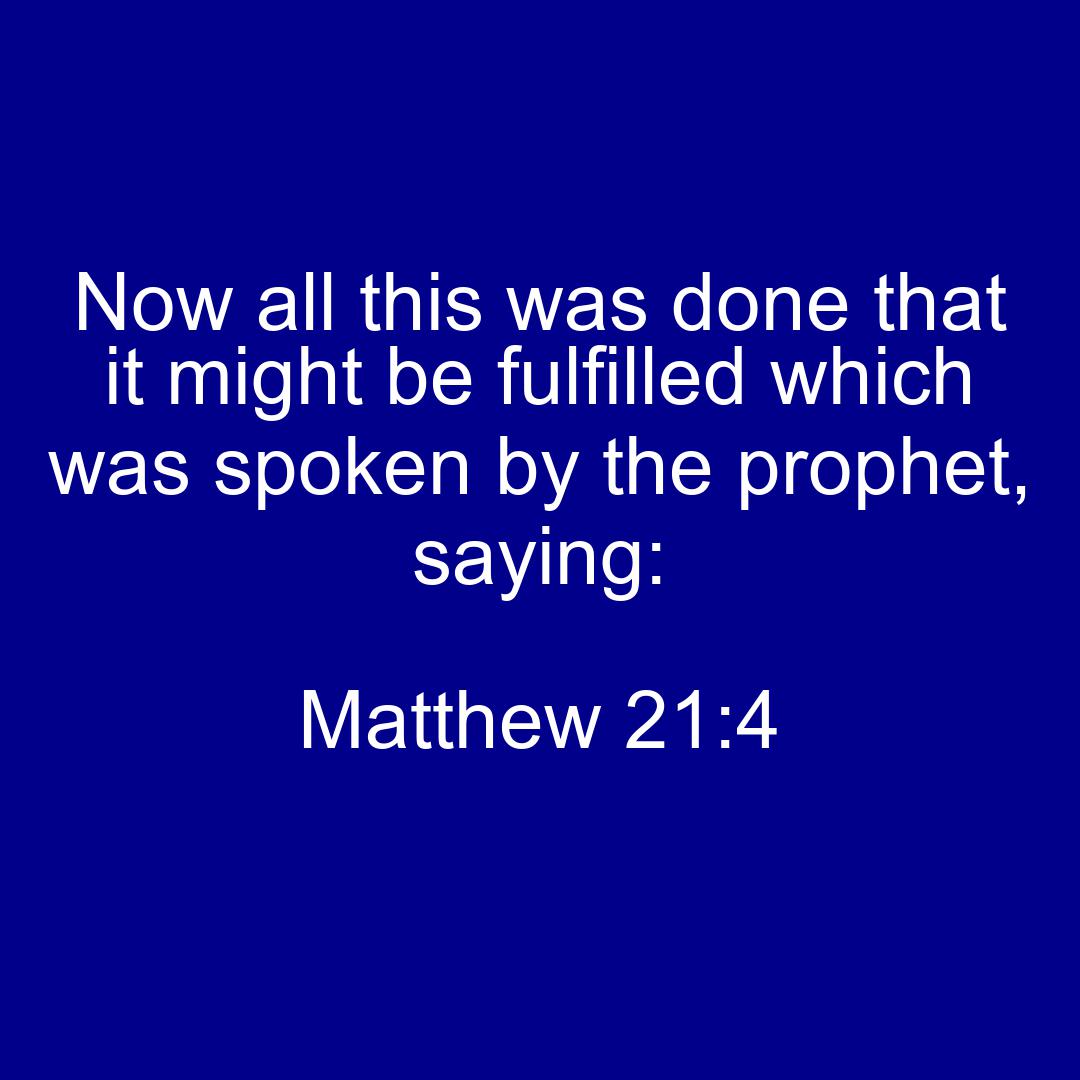 Now all this was done that
it might be fulfilled which
was spoken by the prophet,
saying:
Matthew 21:4